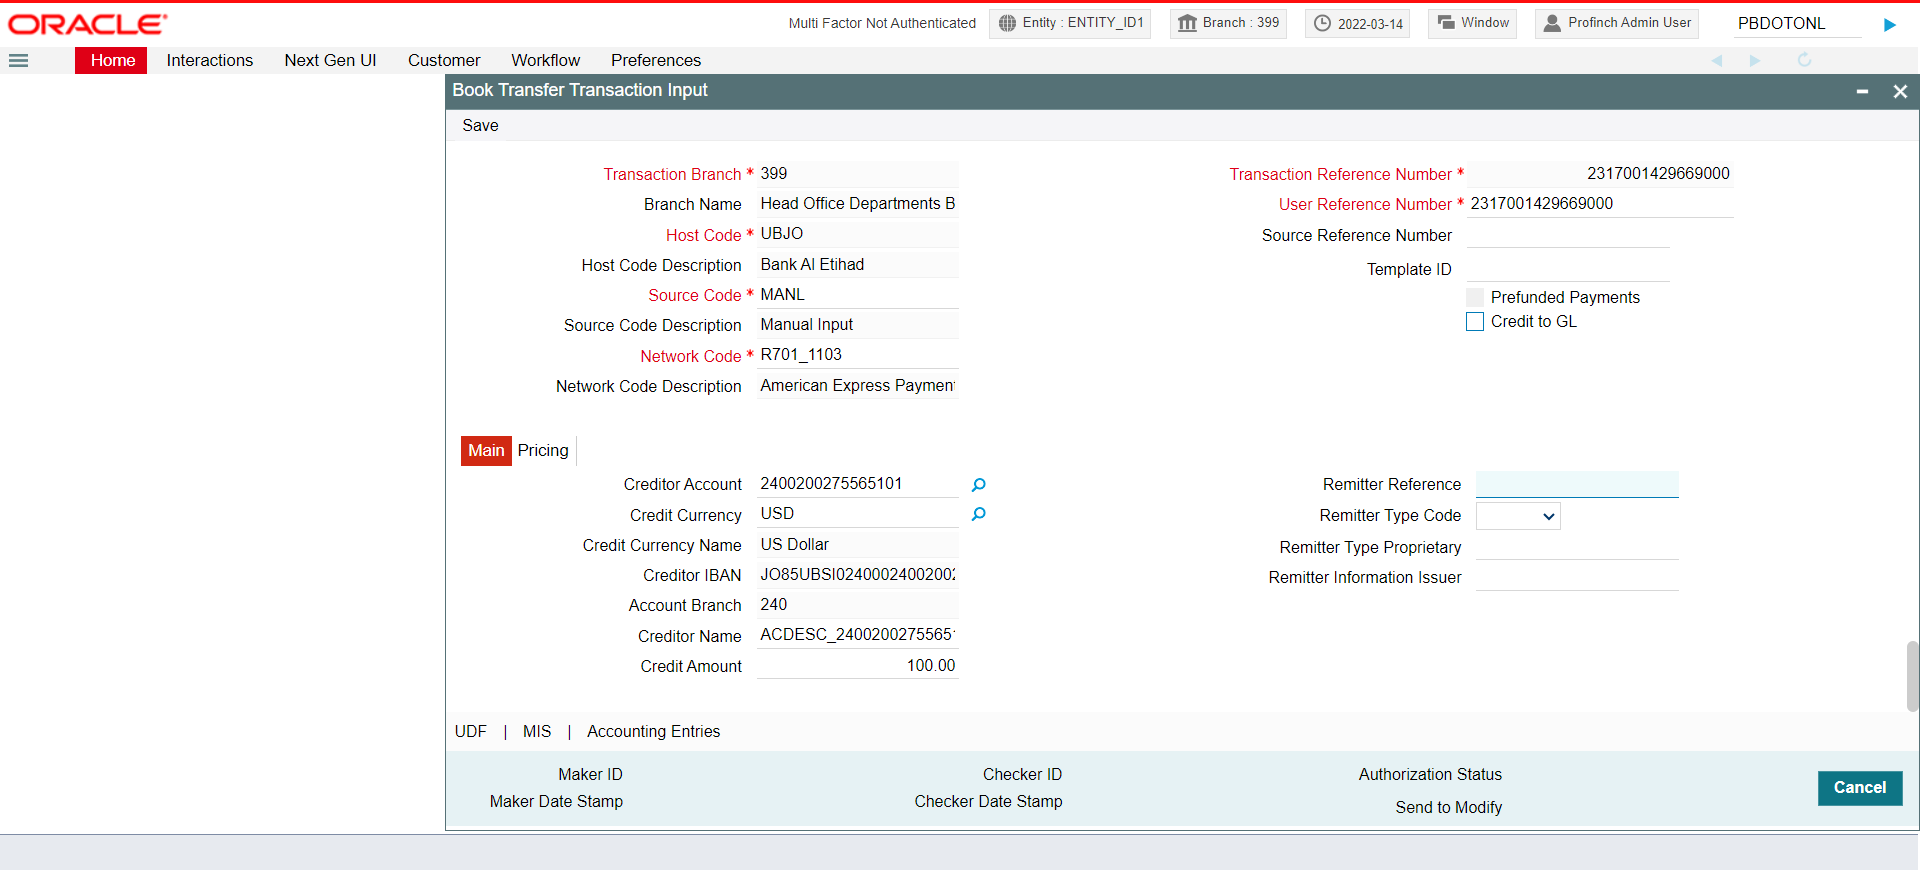 ORACLE
Multi Factor Not Authenticated
Entity : ENTITY_ID1
Branch : 399
2022-03-14
Window
Profinch Admin User
PBDOTONL
Home
Interactions
Next Gen UI
Customer
Workflow
Preferences
Book Transfer Transaction Input
Save
Transaction Branch * 399
Branch Name Head Office Departments B
Host Code * UBJO
Host Code Description Bank Al Etihad
Source Code * MANL
Source Code Description Manual Input
Network Code * R701_1103
Network Code Description American Express Payment
Transaction Reference Number * 2317001429669000
User Reference Number * 2317001429669000
Source Reference Number
Template ID
Prefunded Payments
Credit to GL
Main Pricing
Creditor Account 2400200275565101
Credit Currency USD
Credit Currency Name US Dollar
Creditor IBAN JO85UBSI02400024002002
Account Branch 240
Creditor Name ACDESC_24002002755651
Credit Amount 100.00
Remitter Reference
Remitter Type Code
Remitter Type Proprietary
Remitter Information Issuer
UDF | MIS | Accounting Entries
Maker ID
Maker Date Stamp
Checker ID
Checker Date Stamp
Authorization Status
Send to Modify
Cancel